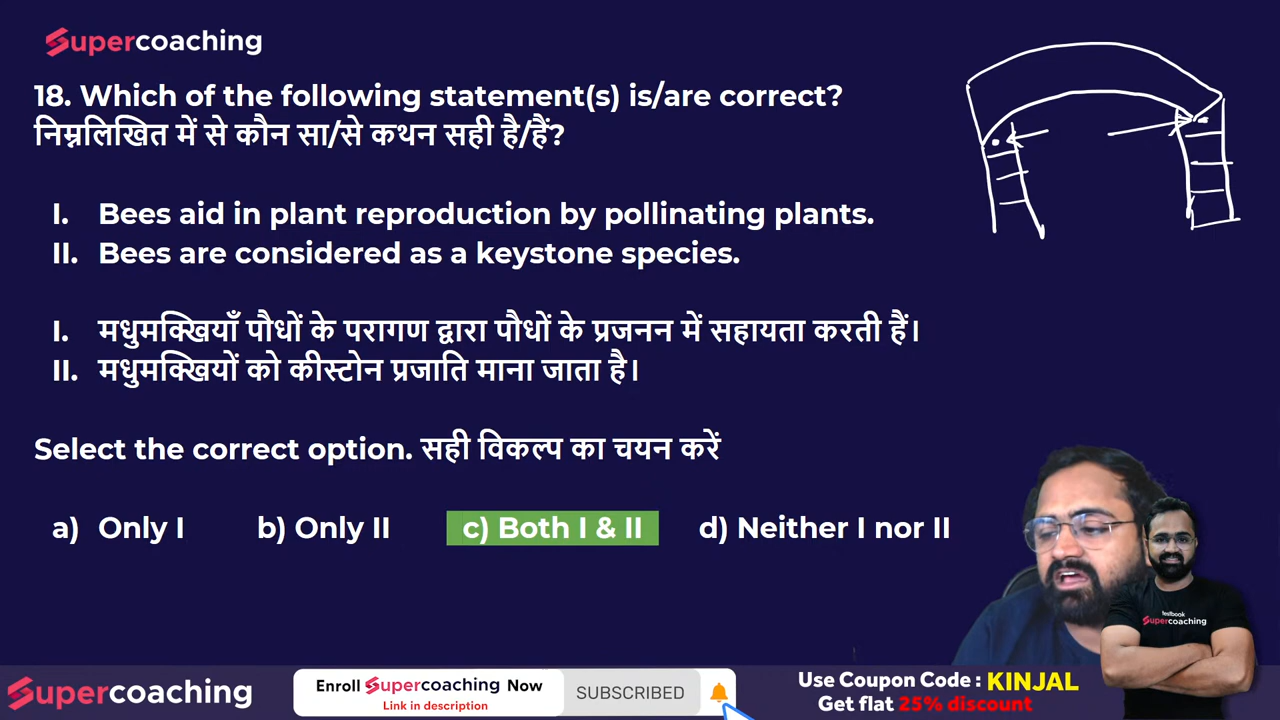 Supercoaching
18. Which of the following statement(s) is/are correct?
निम्नलिखित में से कौन सा/से कथन सही है/हैं?
I. Bees aid in plant reproduction by pollinating plants.
II. Bees are considered as a keystone species.
I. मधुमक्खियाँ पौधों के परागण द्वारा पौधों के प्रजनन में सहायता करती हैं।
II. मधुमक्खियों को कीस्टोन प्रजाति माना जाता है।
Select the correct option. सही विकल्प का चयन करें
a) Only I b) Only II c) Both I & II d) Neither I nor II
testbook
Supercoaching
Supercoaching
Enroll Supercoaching Now
Link in description
SUBSCRIBED
Use Coupon Code : KINJAL
Get flat 25% discount